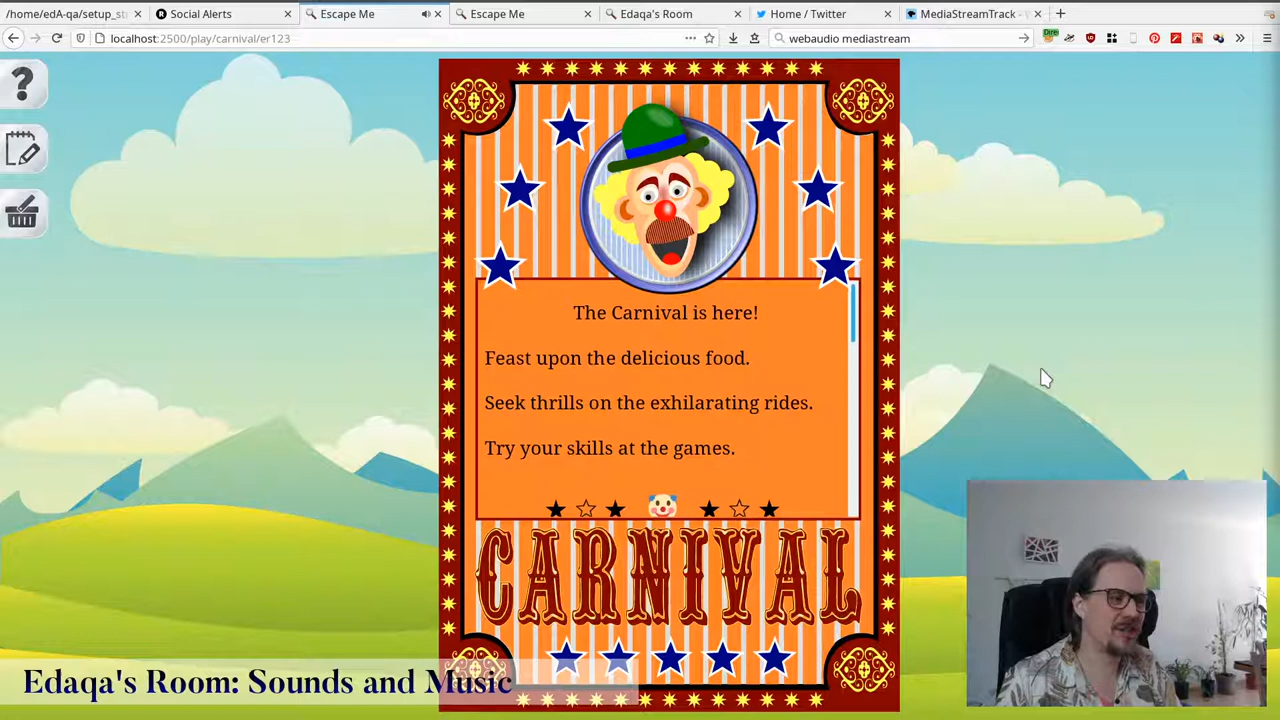 /home/edA-qa/setup_st
Social Alerts
Escape Me
Escape Me
Edaqa's Room
Home / Twitter
MediaStreamTrack -
localhost:2500/play/carnival/er123
webaudio mediastream
The Carnival is here!
Feast upon the delicious food.
Seek thrills on the exhilarating rides.
Try your skills at the games.
CARNIVAL
Edaqa's Room: Sounds and Music